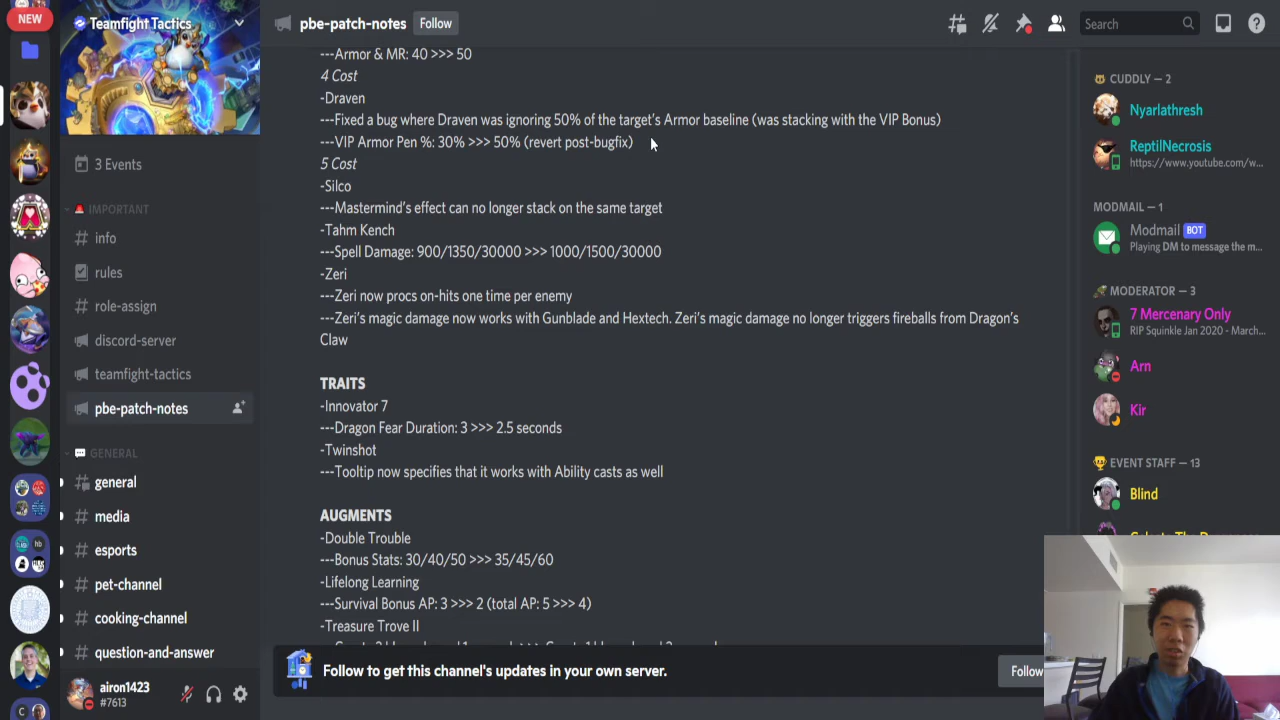 NEW
Teamfight Tactics
3 Events
IMPORTANT
info
rules
role-assign
discord-server
teamfight-tactics
pbe-patch-notes
GENERAL
general
media
esports
pet-channel
cooking-channel
question-and-answer
airon1423
#7613
pbe-patch-notes
Follow
Search
---Armor & MR: 40 >>> 50
4 Cost
-Draven
---Fixed a bug where Draven was ignoring 50% of the target's Armor baseline (was stacking with the VIP Bonus)
---VIP Armor Pen %: 30% >>> 50% (revert post-bugfix)
5 Cost
-Silco
---Mastermind's effect can no longer stack on the same target
-Tahm Kench
---Spell Damage: 900/1350/30000 >>> 1000/1500/30000
-Zeri
---Zeri now procs on-hits one time per enemy
---Zeri's magic damage now works with Gunblade and Hextech. Zeri's magic damage no longer triggers fireballs from Dragon's
Claw
TRAITS
-Innovator 7
---Dragon Fear Duration: 3 >>> 2.5 seconds
-Twinshot
---Tooltip now specifies that it works with Ability casts as well
AUGMENTS
-Double Trouble
---Bonus Stats: 30/40/50 >>> 35/45/60
-Lifelong Learning
---Survival Bonus AP: 3 >>> 2 (total AP: 5 >>> 4)
-Treasure Trove II
Follow to get this channel's updates in your own server.
Follow
CUDDLY — 2
Nyarlathresh
ReptilNecrosis
https://www.youtube.com/w...
MODMAIL — 1
Modmail BOT
Playing DM to message the m...
MODERATOR — 3
7 Mercenary Only
RIP Squinkle Jan 2020 - March...
Arn
Kir
EVENT STAFF — 13
Blind